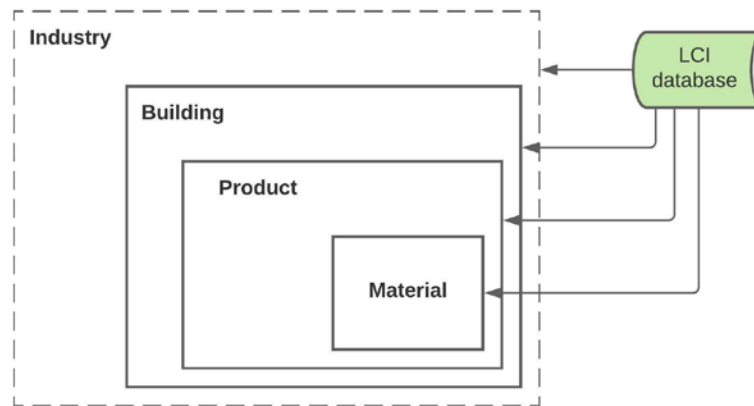 Industry
LCI
database
Building
Product
Material